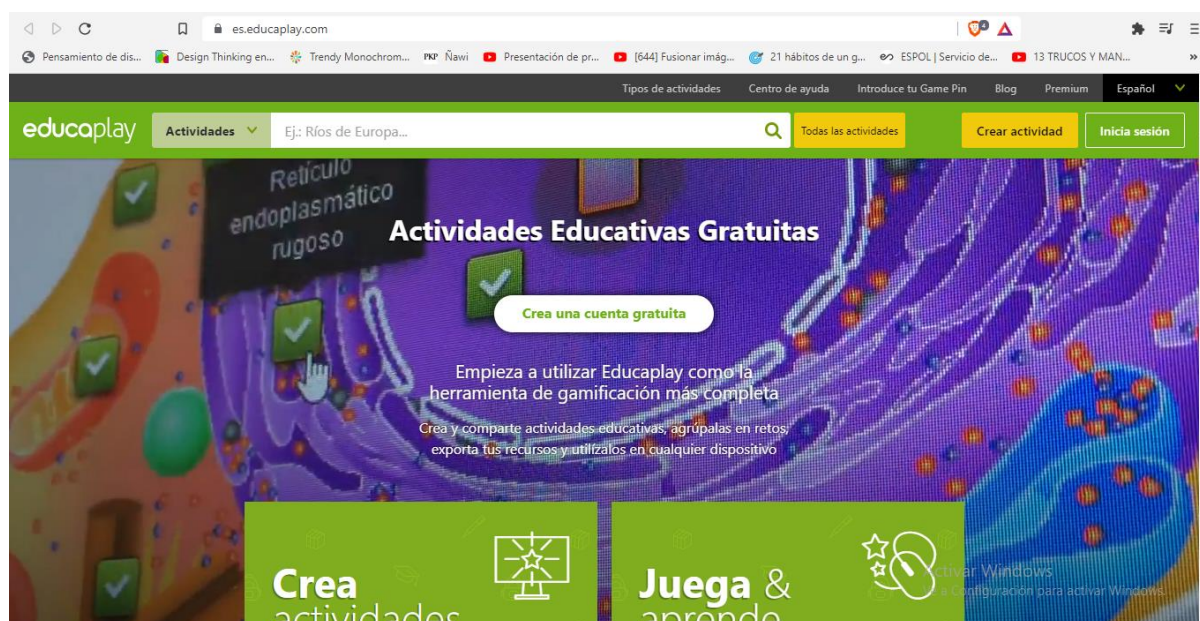 es.educaplay.com
Pensamiento de dis... Design Thinking en... Trendy Monochrom... PKP Ñawi Presentación de pr... [644] Fusionar imág... 21 hábitos de un g... ESPOL | Servicio de... 13 TRUCOS Y MAN... »
Tipos de actividades Centro de ayuda Introduce tu Game Pin Blog Premium Español
educaplay Actividades Ej.: Ríos de Europa... Todas las actividades Crear actividad Inicia sesión
Retículo
endoplasmático
rugoso
Actividades Educativas Gratuitas
Crea una cuenta gratuita
Empieza a utilizar Educaplay como la
herramienta de gamificación más completa
Crea y comparte actividades educativas, agrúpalas en retos,
exporta tus recursos y utilízalos en cualquier dispositivo
Crea
actividades
Juega &
aprende
Activar Windows
Ve a Configuración para activar Windows.